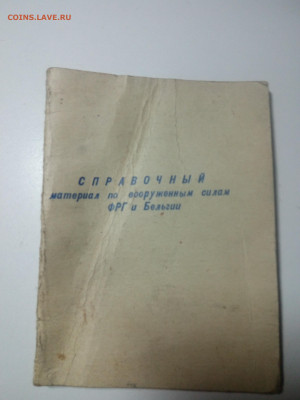 COINS.LAVE.RU
СПРАВОЧНЫЙ
материал по вооруженным силам
ФРГ и Бельгии